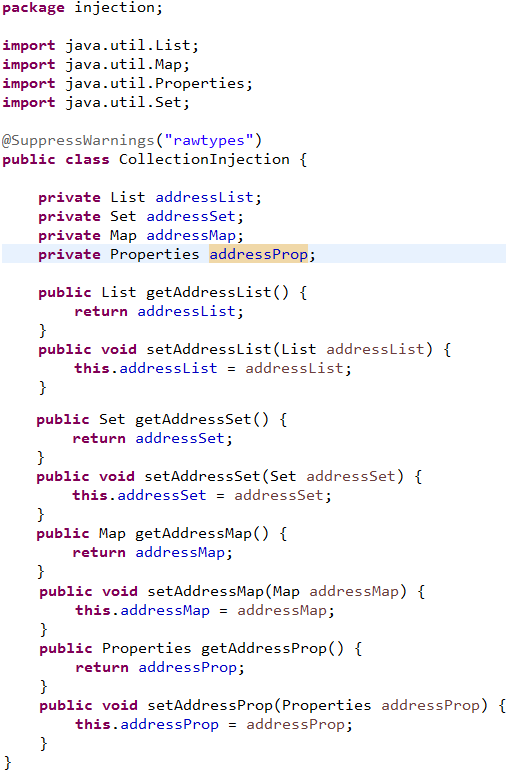 package injection;
import java.util.List;
import java.util.Map;
import java.util.Properties;
import java.util.Set;
@SuppressWarnings("rawtypes")
public class CollectionInjection {
private List addressList;
private Set addressSet;
private Map addressMap;
private Properties addressProp;
public List getAddressList() {
return addressList;
}
public void setAddressList(List addressList) {
this.addressList = addressList;
}
public Set getAddressSet() {
return addressSet;
}
public void setAddressSet(Set addressSet) {
this.addressSet = addressSet;
}
public Map getAddressMap() {
return addressMap;
}
public void setAddressMap(Map addressMap) {
this.addressMap = addressMap;
}
public Properties getAddressProp() {
return addressProp;
}
public void setAddressProp(Properties addressProp) {
this.addressProp = addressProp;
}
}